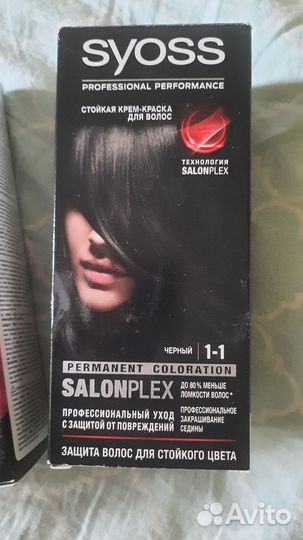 SYOSS
PROFESSIONAL PERFORMANCE
СТОЙКАЯ КРЕМ-КРАСКА
ДЛЯ ВОЛОС
ТЕХНОЛОГИЯ
SALONPLEX
ЧЕРНЫЙ 1-1
PERMANENT COLORATION
SALONPLEX
ДО 80% МЕНЬШЕ
ЛОМКОСТИ ВОЛОС*
ПРОФЕССИОНАЛЬНЫЙ УХОД
С ЗАЩИТОЙ ОТ ПОВРЕЖДЕНИЙ
ПРОФЕССИОНАЛЬНОЕ
ЗАКРАШИВАНИЕ
СЕДИНЫ
ЗАЩИТА ВОЛОС ДЛЯ СТОЙКОГО ЦВЕТА
Avito